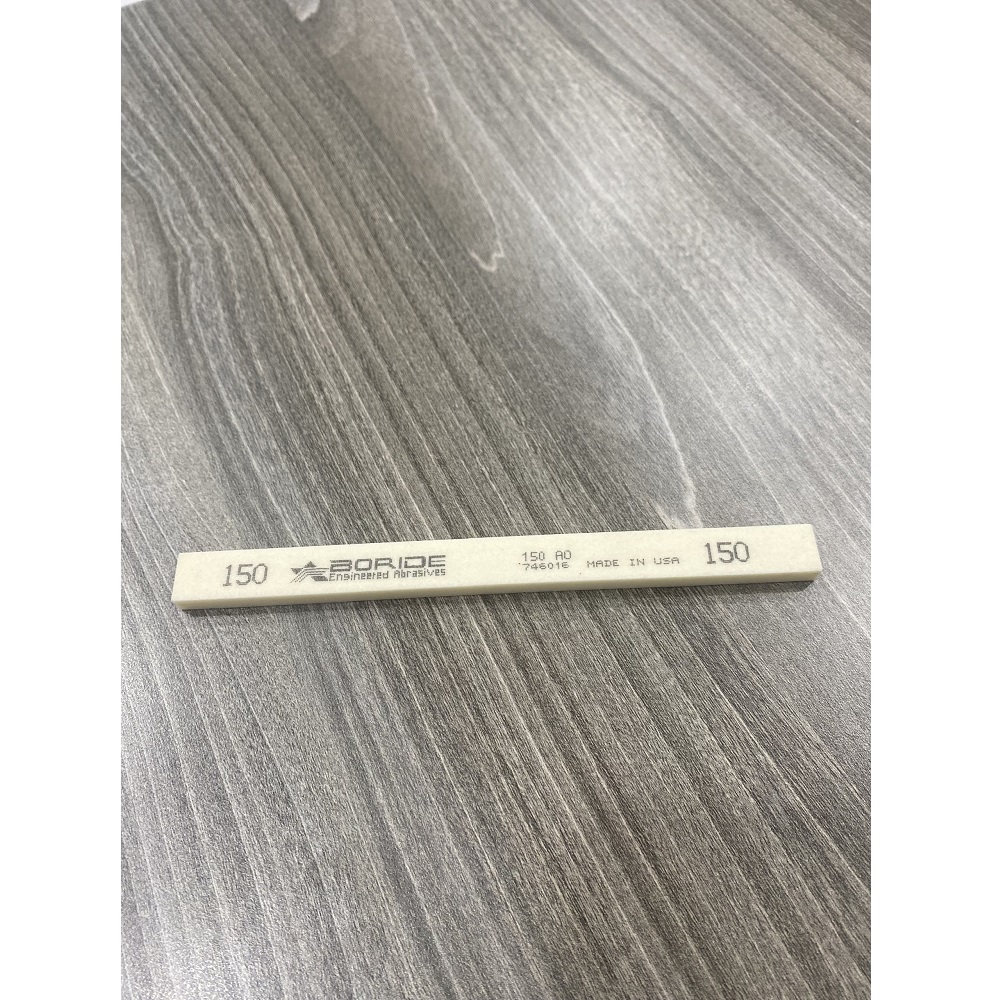 150
BORIDE
Engineered Abrasives
150 AO
746016 MADE IN USA
150